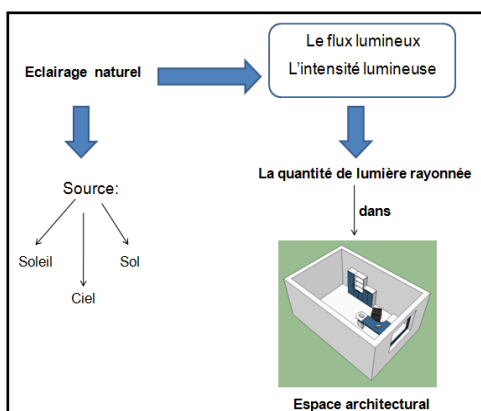 Le flux lumineux
L'intensité lumineuse
Eclairage naturel
La quantité de lumière rayonnée
Source:
dans
Soleil
Sol
Ciel
Espace architectural